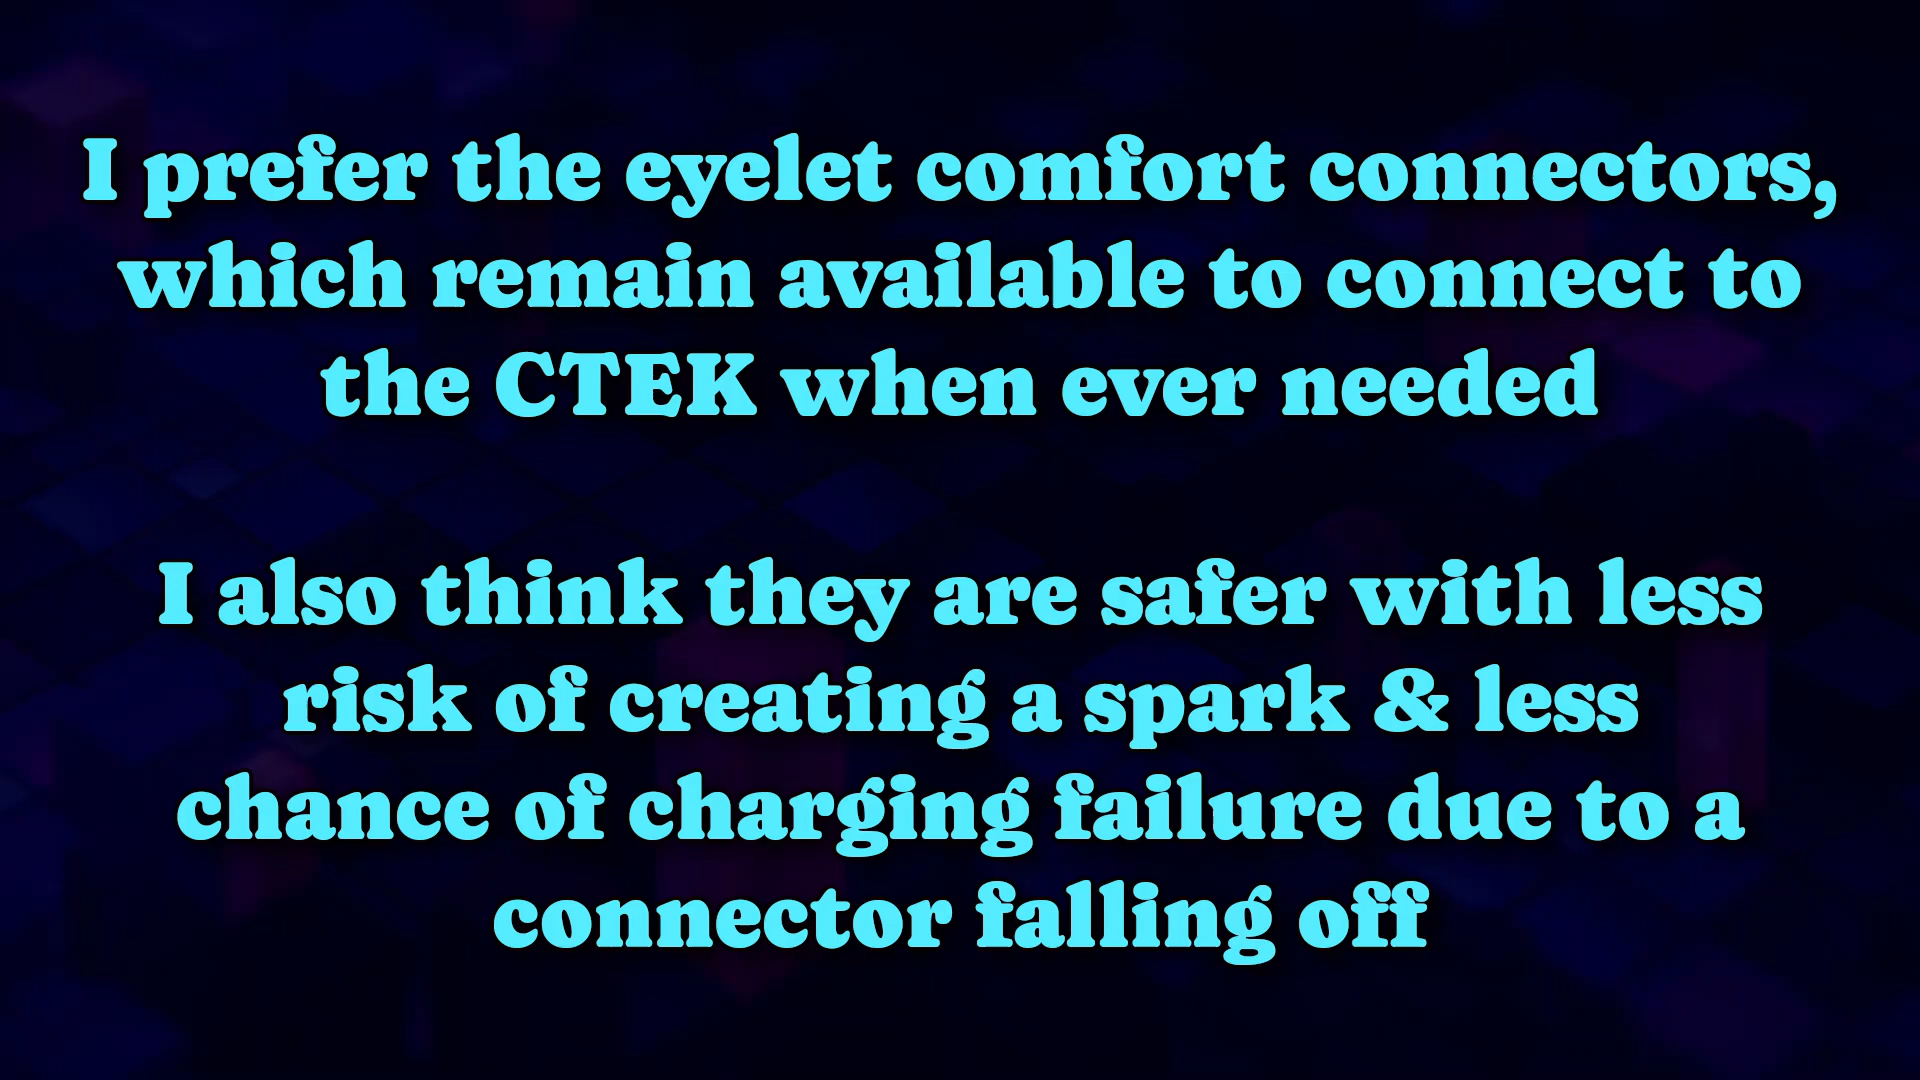 I prefer the eyelet comfort connectors,
which remain available to connect to
the CTEK when ever needed
I also think they are safer with less
risk of creating a spark & less
chance of charging failure due to a
connector falling off